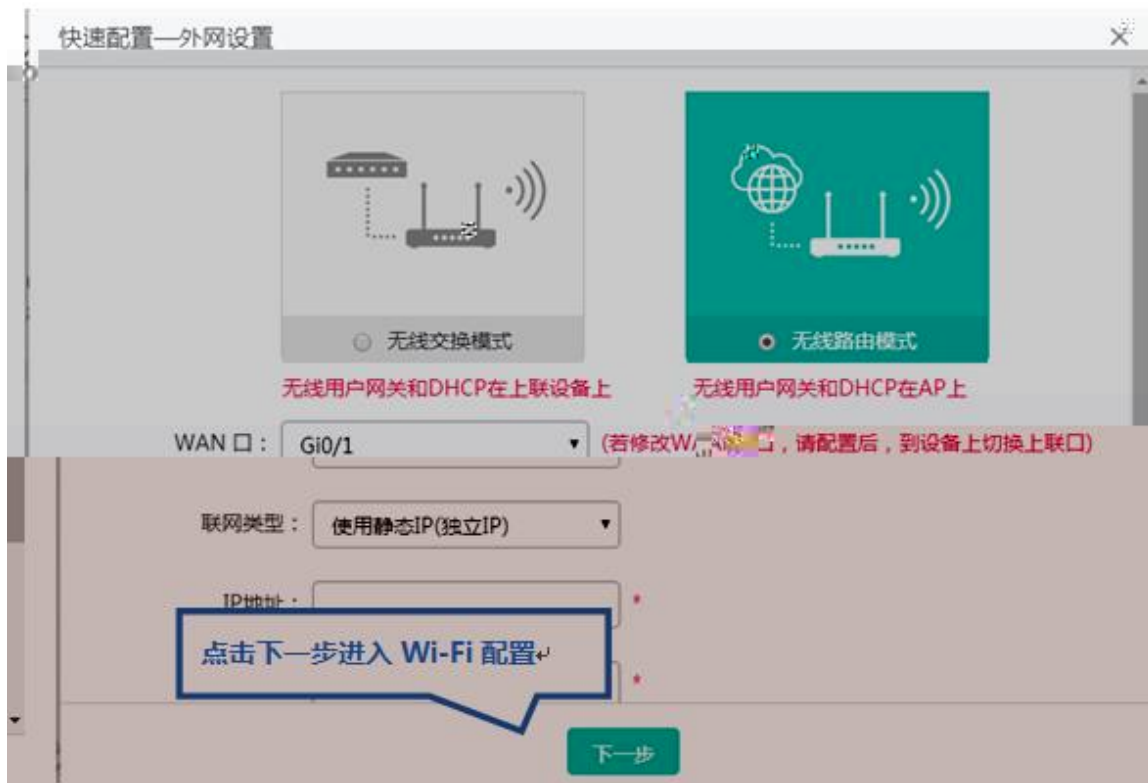 快速配置—外网设置
无线交换模式
无线路由模式
无线用户网关和DHCP在上联设备上
无线用户网关和DHCP在AP上
WAN 口： Gi0/1 (若修改WA 口，请配置后，到设备上切换上联口)
联网类型： 使用静态IP(独立IP)
IP地址： *
点击下一步进入 Wi-Fi 配置
*
下一步